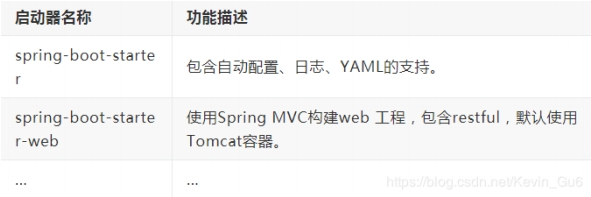 启动器名称 功能描述
spring-boot-starte
r
包含自动配置、日志、YAML的支持。
spring-boot-starte
r-web
使用Spring MVC构建web 工程，包含restful，默认使用
Tomcat容器。
... ...
https://blog.csdn.net/Kevin_Gu6